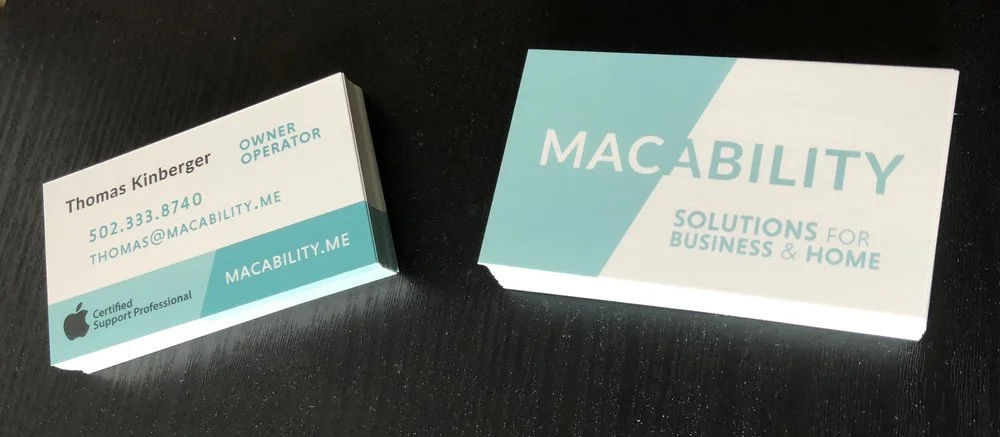 Thomas Kinberger
OWNER
OPERATOR
502.333.8740
THOMAS@MACABILITY.ME
Certified
Support Professional
MACABILITY.ME
MACABILITY
SOLUTIONS FOR
BUSINESS & HOME